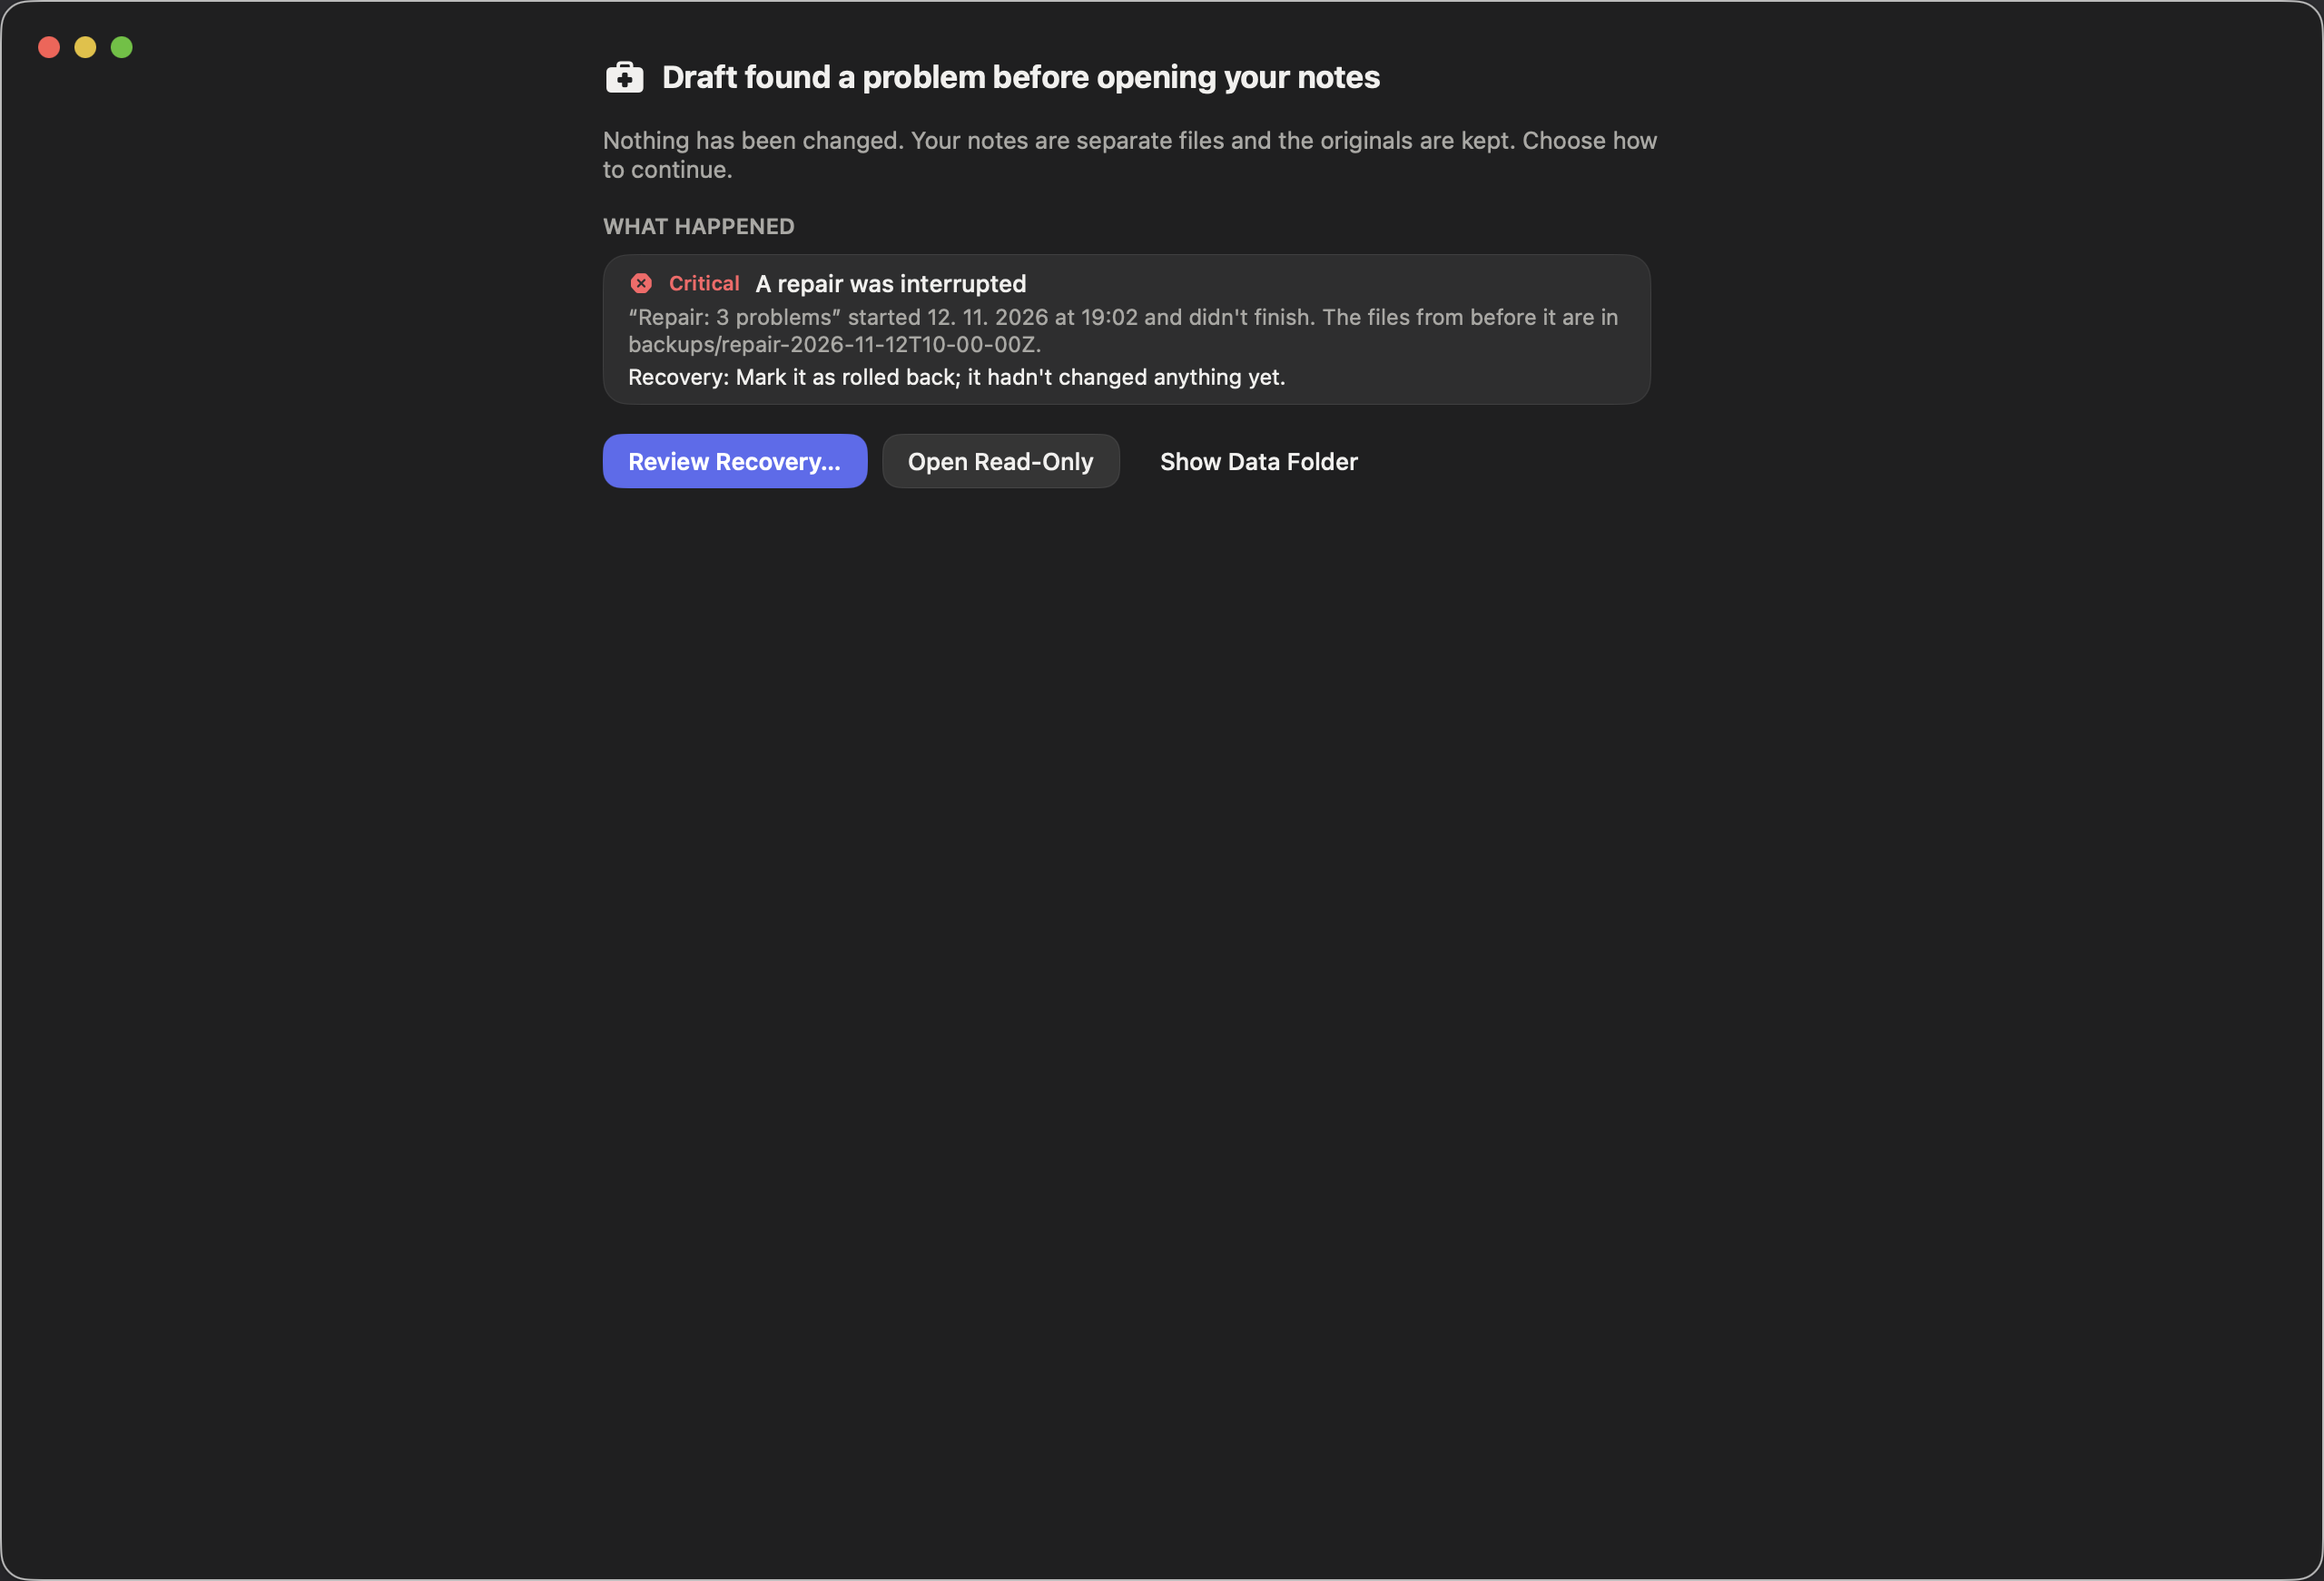 Draft found a problem before opening your notes
Nothing has been changed. Your notes are separate files and the originals are kept. Choose how
to continue.
WHAT HAPPENED
Critical A repair was interrupted
“Repair: 3 problems” started 12. 11. 2026 at 19:02 and didn't finish. The files from before it are in
backups/repair-2026-11-12T10-00-00Z.
Recovery: Mark it as rolled back; it hadn't changed anything yet.
Review Recovery... Open Read-Only Show Data Folder